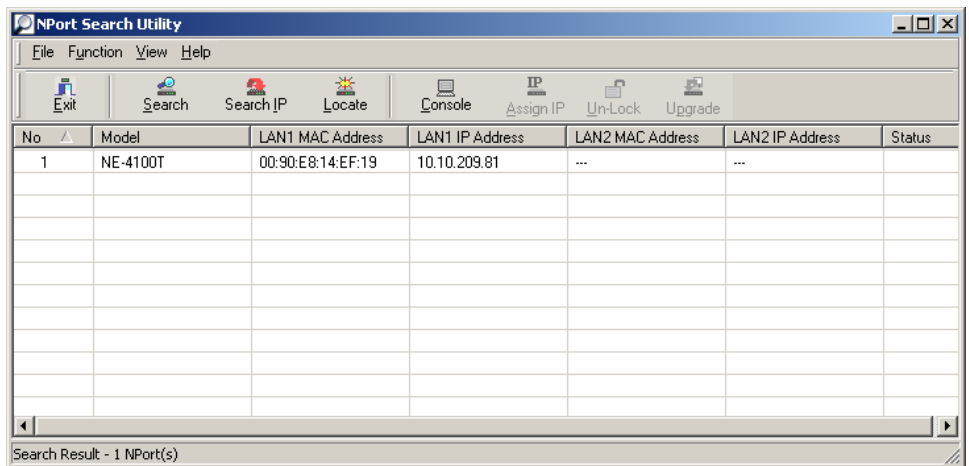 NPort Search Utility
File Function View Help
Exit Search Search IP Locate Console IP Assign IP Un-Lock Upgrade
No Model LAN1 MAC Address LAN1 IP Address LAN2 MAC Address LAN2 IP Address Status
1 NE-4100T 00:90:E8:14:EF:19 10.10.209.81 --- ---
Search Result - 1 NPort(s)